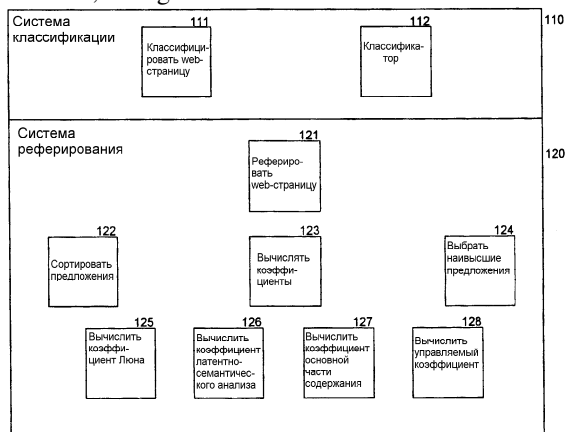 Система
классификации
110
111
Классифици-
ровать web-
страницу
112
Классифика-
тор
Система
реферирования
120
121
Рефериро-
вать
web-страницу
122
Сортировать
предложения
123
Вычислять
коэффи-
циенты
124
Выбрать
наивысшие
предложения
125
Вычислить
коэффи-
циент Люна
126
Вычислить
коэффициент
латентно-
семантичес-
кого анализа
127
Вычислить
коэффициент
основной
части
содержания
128
Вычислить
управляемый
коэффициент